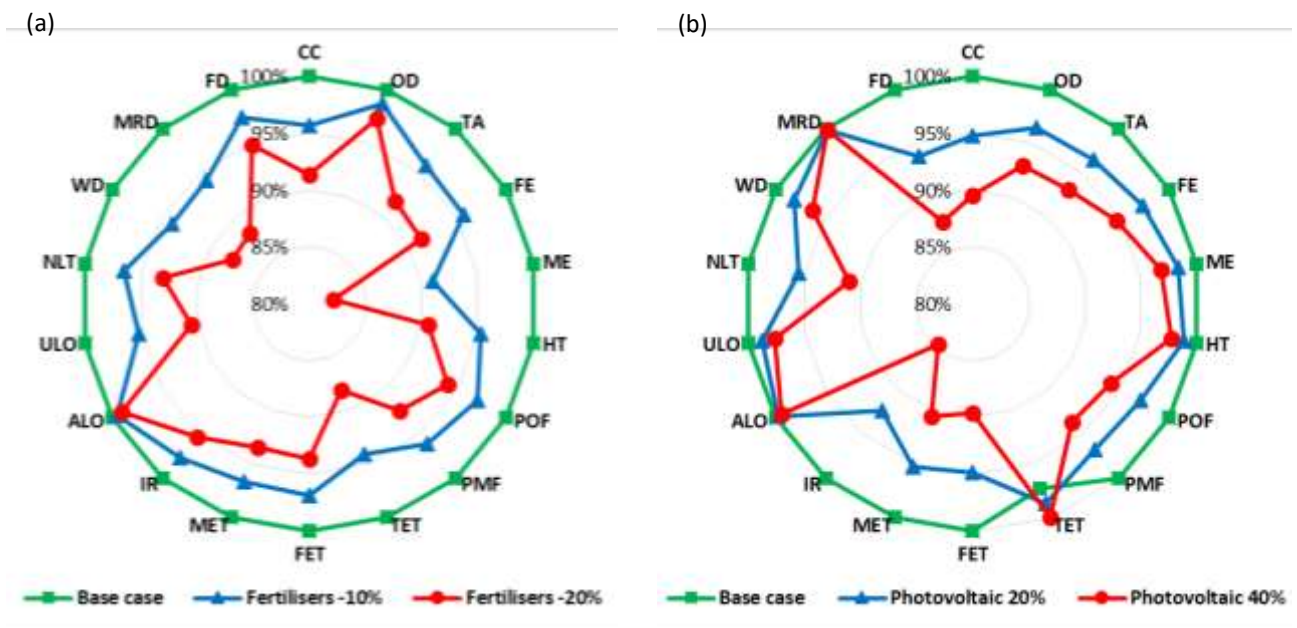 (a)
(b)
CC
FD
100%
OD
MRD
TA
95%
WD
90%
FE
85%
NLT
ME
80%
ULO
HT
ALO
POF
IR
PMF
MET
TET
FET
Base case
Fertilisers -10%
Fertilisers -20%
CC
FD
100%
OD
MRD
TA
95%
WD
90%
FE
85%
NLT
ME
80%
ULO
HT
ALO
POF
IR
PMF
MET
TET
FET
Base case
Photovoltaic 20%
Photovoltaic 40%